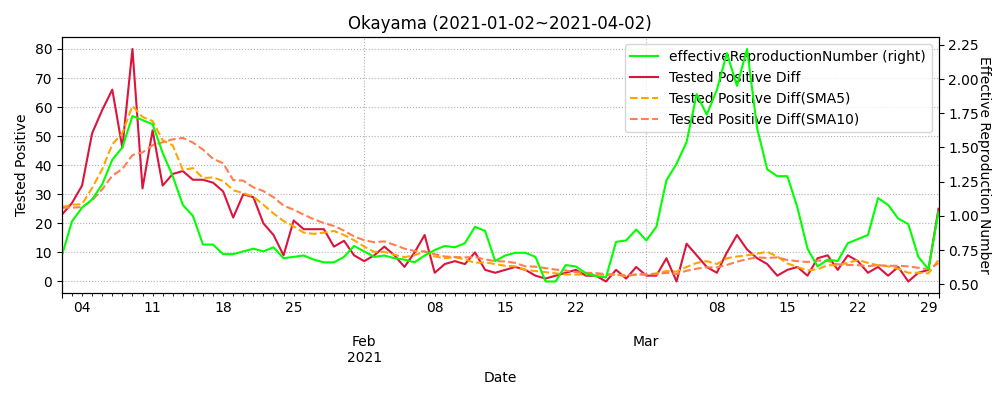 Okayama (2021-01-02~2021-04-02)
effectiveReproductionNumber (right)
Tested Positive Diff
Tested Positive Diff(SMA5)
Tested Positive Diff(SMA10)
Tested Positive
80
70
60
50
40
30
20
10
0
2.25
2.00
1.75
1.50
1.25
1.00
0.75
0.50
Effective Reproduction Number
04 11 18 25 08 15 22 08 15 22 29
Feb Mar
2021
Date